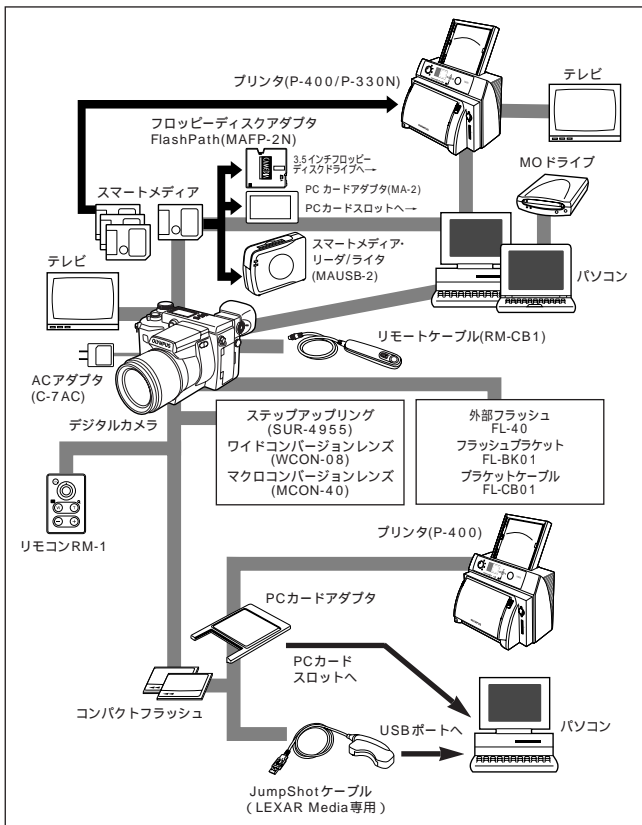 プリンタ(P-400/P-330N)
テレビ
フロッピーディスクアダプタ
FlashPath(MAFP-2N)
3.5インチフロッピー
ディスクドライブへ→
MOドライブ
スマートメディア
PCカードアダプタ(MA-2)
PCカードスロットへ→
スマートメディア・
リーダ/ライタ
(MAUSB-2)
テレビ
パソコン
OLYMPUS
リモートケーブル(RM-CB1)
ACアダプタ
(C-7AC)
デジタルカメラ
ステップアップリング
(SUR-4955)
ワイドコンバージョンレンズ
(WCON-08)
マクロコンバージョンレンズ
(MCON-40)
外部フラッシュ
FL-40
フラッシュブラケット
FL-BK01
ブラケットケーブル
FL-CB01
リモコンRM-1
プリンタ(P-400)
PCカードアダプタ
PCカード
スロットへ
コンパクトフラッシュ
USBポートへ
パソコン
JumpShotケーブル
(LEXAR Media専用)